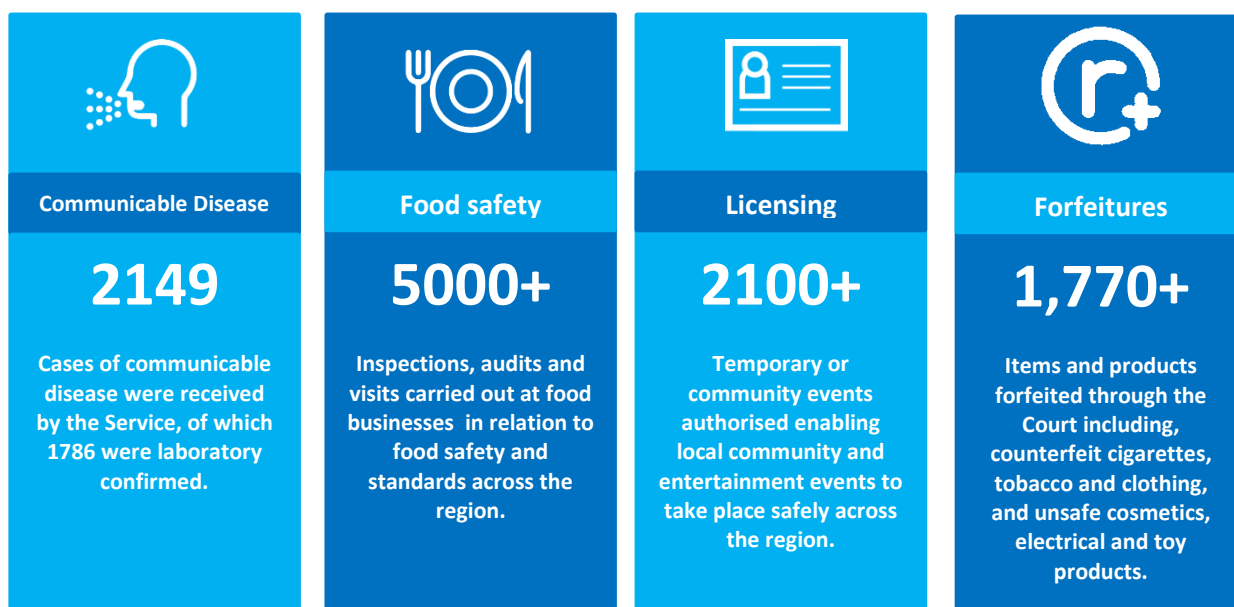 Communicable Disease
2149
Cases of communicable
disease were received
by the Service, of which
1786 were laboratory
confirmed.
Food safety
5000+
Inspections, audits and
visits carried out at food
businesses in relation to
food safety and
standards across the
region.
Licensing
2100+
Temporary or
community events
authorised enabling
local community and
entertainment events to
take place safely across
the region.
r+
Forfeitures
1,770+
Items and products
forfeited through the
Court including,
counterfeit cigarettes,
tobacco and clothing,
and unsafe cosmetics,
electrical and toy
products.